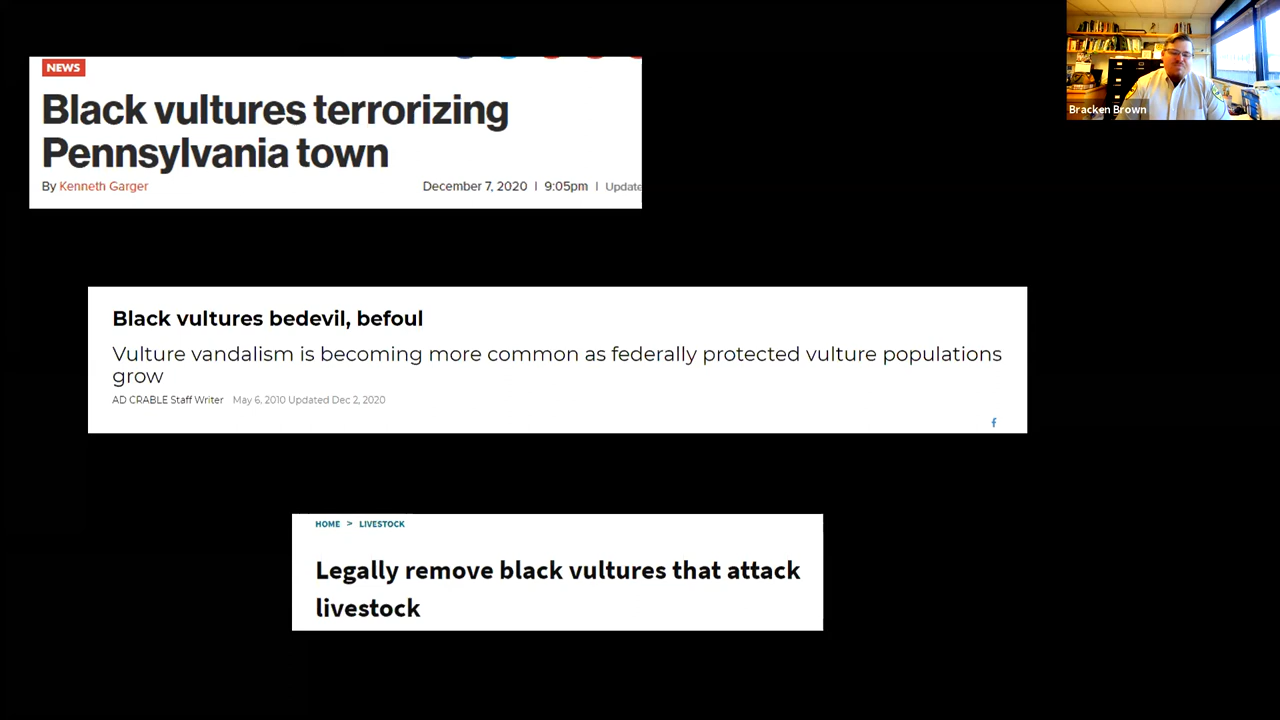 NEWS
Black vultures terrorizing
Pennsylvania town
By Kenneth Garger December 7, 2020 | 9:05pm | Update
Bracken Brown
Black vultures bedevil, befoul
Vulture vandalism is becoming more common as federally protected vulture populations
grow
AD CRABLE Staff Writer May 6, 2010 Updated Dec 2, 2020
f
HOME > LIVESTOCK
Legally remove black vultures that attack
livestock